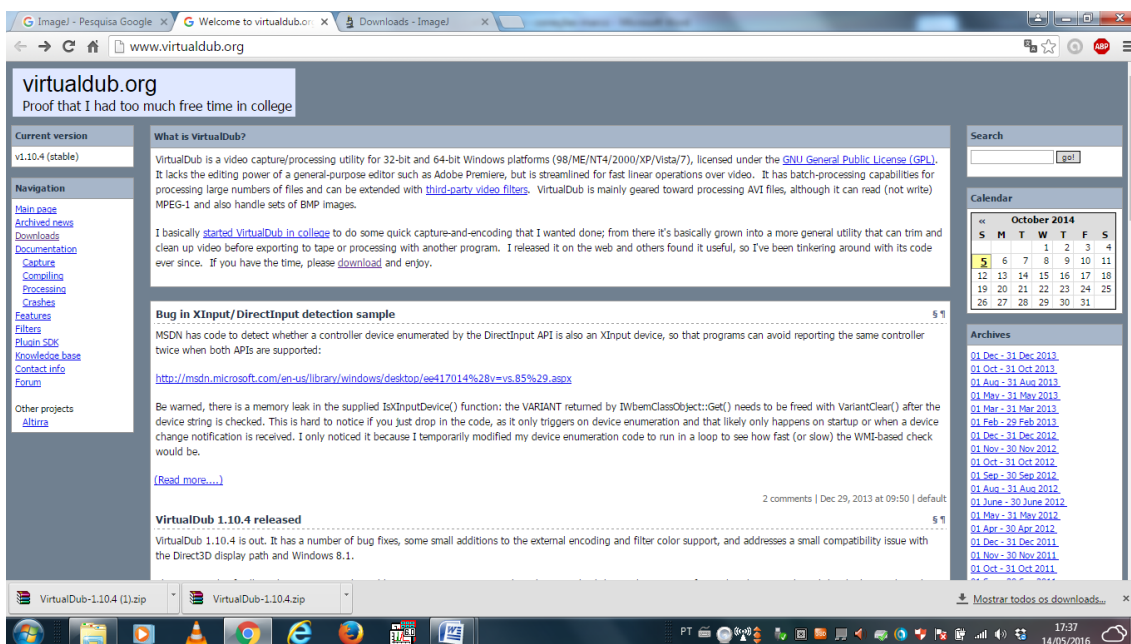 ImageJ - Pesquisa Google
Welcome to virtualdub.or
Downloads - ImageJ
www.virtualdub.org
ABP
virtualdub.org
Proof that I had too much free time in college
Current version
v1.10.4 (stable)
Navigation
Main page
Archived news
Downloads
Documentation
Capture
Compiling
Processing
Crashes
Features
Filters
Plugin SDK
Knowledge base
Contact info
Forum
Other projects
Altirra
What is VirtualDub?
VirtualDub is a video capture/processing utility for 32-bit and 64-bit Windows platforms (98/ME/NT4/2000/XP/Vista/7), licensed under the GNU General Public License (GPL).
It lacks the editing power of a general-purpose editor such as Adobe Premiere, but is streamlined for fast linear operations over video. It has batch-processing capabilities for
processing large numbers of files and can be extended with third-party video filters. VirtualDub is mainly geared toward processing AVI files, although it can read (not write)
MPEG-1 and also handle sets of BMP images.
I basically started VirtualDub in college to do some quick capture-and-encoding that I wanted done; from there it's basically grown into a more general utility that can trim and
clean up video before exporting to tape or processing with another program. I released it on the web and others found it useful, so I've been tinkering around with its code
ever since. If you have the time, please download and enjoy.
Bug in XInput/DirectInput detection sample §¶
MSDN has code to detect whether a controller device enumerated by the DirectInput API is also an XInput device, so that programs can avoid reporting the same controller
twice when both APIs are supported:
http://msdn.microsoft.com/en-us/library/windows/desktop/ee417014%28v=vs.85%29.aspx
Be warned, there is a memory leak in the supplied IsXInputDevice() function: the VARIANT returned by IWbemClassObject::Get() needs to be freed with VariantClear() after the
device string is checked. This is hard to notice if you just drop in the code, as it only triggers on device enumeration and that likely only happens on startup or when a device
change notification is received. I only noticed it because I temporarily modified my device enumeration code to run in a loop to see how fast (or slow) the WMI-based check
would be.
(Read more....)
2 comments | Dec 29, 2013 at 09:50 | default
VirtualDub 1.10.4 released §¶
VirtualDub 1.10.4 is out. It has a number of bug fixes, some small additions to the external encoding and filter color support, and addresses a small compatibility issue with
the Direct3D display path and Windows 8.1.
Search
go!
Calendar
« October 2014
S M T W T F S
1 2 3 4
5 6 7 8 9 10 11
12 13 14 15 16 17 18
19 20 21 22 23 24 25
26 27 28 29 30 31
Archives
01 Dec - 31 Dec 2013
01 Oct - 31 Oct 2013
01 Aug - 31 Aug 2013
01 May - 31 May 2013
01 Mar - 31 Mar 2013
01 Feb - 29 Feb 2013
01 Dec - 31 Dec 2012
01 Nov - 30 Nov 2012
01 Oct - 31 Oct 2012
01 Sep - 30 Sep 2012
01 Aug - 31 Aug 2012
01 June - 30 June 2012
01 May - 31 May 2012
01 Apr - 30 Apr 2012
01 Dec - 31 Dec 2011
01 Nov - 30 Nov 2011
01 Oct - 31 Oct 2011
VirtualDub-1.10.4 (1).zip
VirtualDub-1.10.4.zip
Mostrar todos os downloads...
PT
17:37
14/05/2016